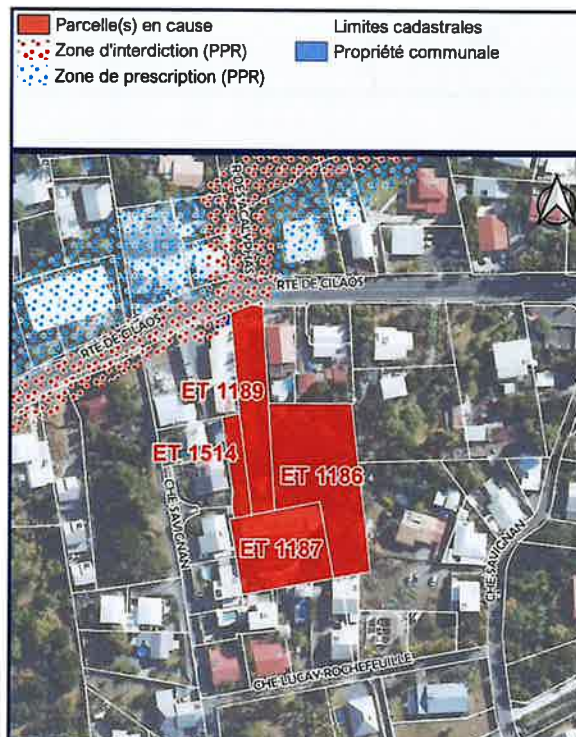 Parcelle(s) en cause
Zone d'interdiction (PPR)
Zone de prescription (PPR)
Limites cadastrales
Propriété communale
RTE DE CILAOS
RTE DE CILAOS
ET 1189
ET 1514
ET 1186
ET 1187
CHE SAVIGNAN
CHE SAVIGNAN
CHE LUCAY-ROCHEFEUILLE